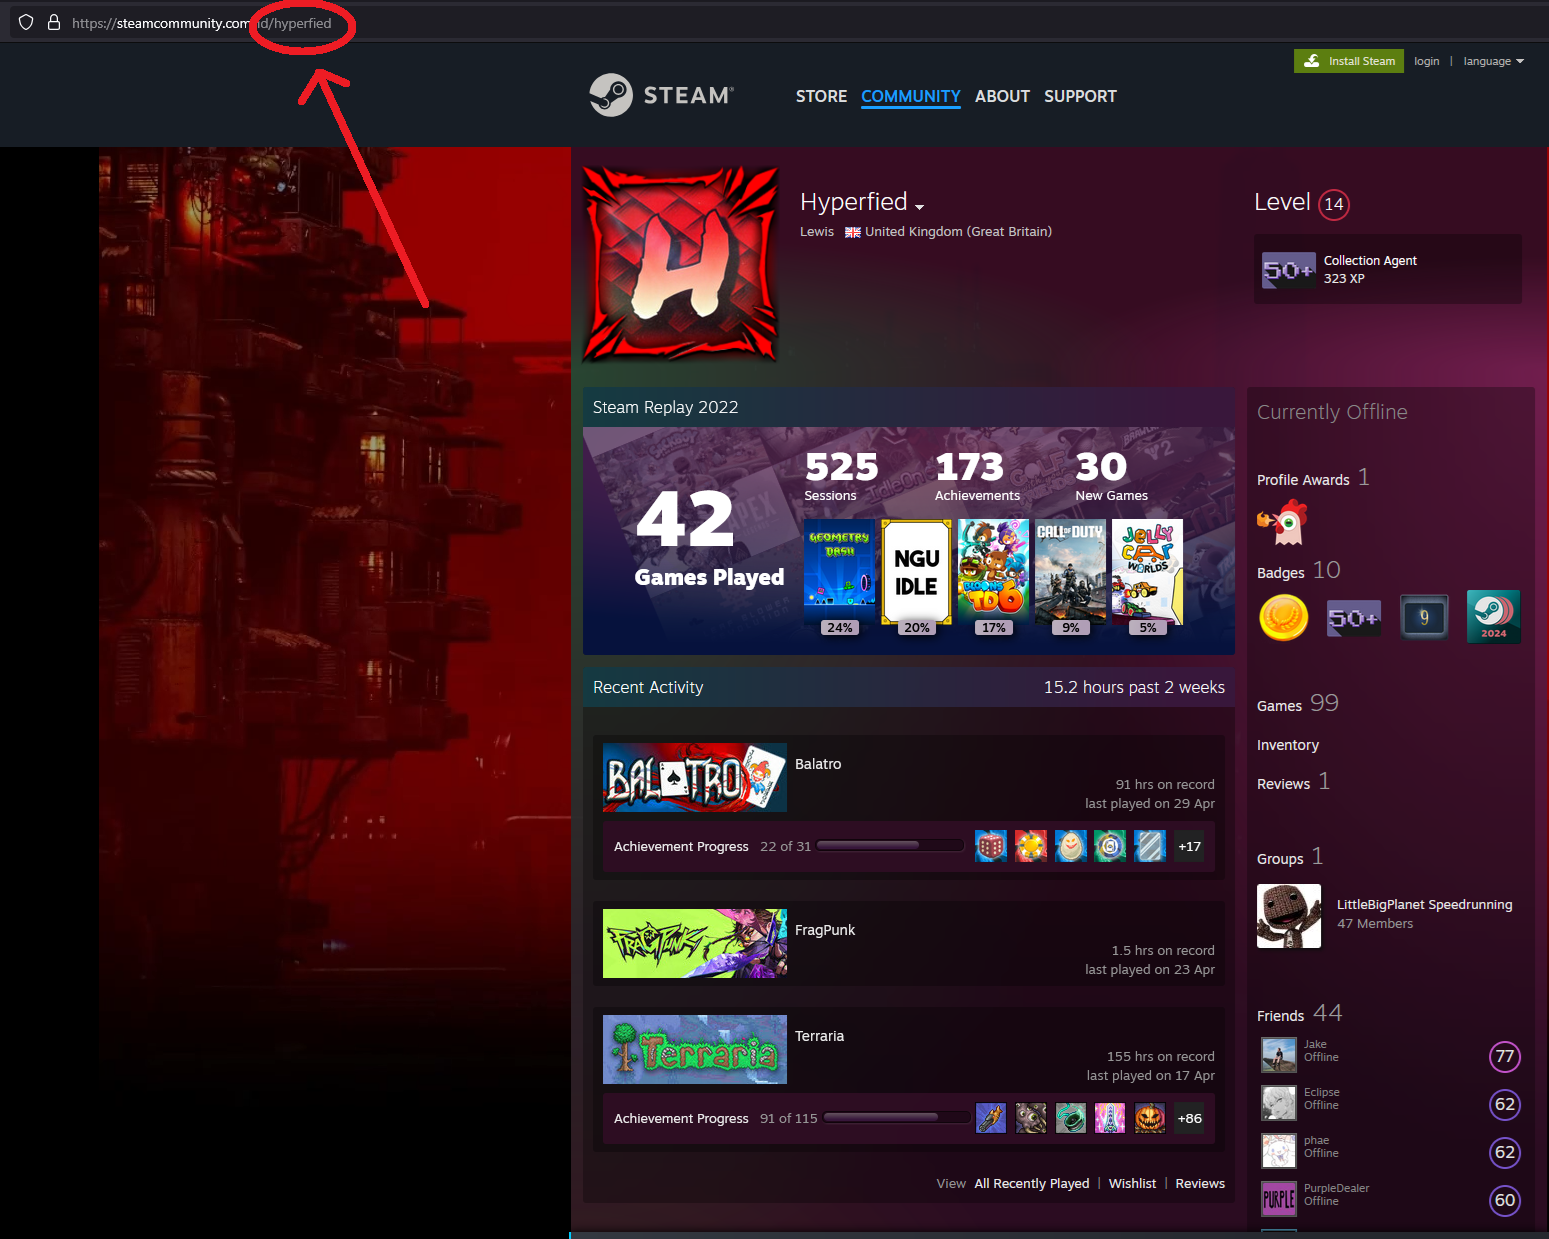 https://steamcommunity.com/id/hyperfied
Install Steam
login | language
STEAM®
STORE COMMUNITY ABOUT SUPPORT
H
Hyperfied
Lewis United Kingdom (Great Britain)
Level 14
50+
Collection Agent
323 XP
Steam Replay 2022
42
Games Played
525
Sessions
173
Achievements
30
New Games
GEOMETRY DASH
NGU IDLE
BLOONS TD 6
CALL OF DUTY
JELLY CAR WORLDS
24%
20%
17%
9%
5%
Recent Activity
15.2 hours past 2 weeks
BALATRO
Balatro
91 hrs on record
last played on 29 Apr
Achievement Progress 22 of 31
+17
FRAGPUNK
FragPunk
1.5 hrs on record
last played on 23 Apr
Terraria
Terraria
155 hrs on record
last played on 17 Apr
Achievement Progress 91 of 115
+86
View All Recently Played | Wishlist | Reviews
Currently Offline
Profile Awards 1
Badges 10
50+
9
2024
Games 99
Inventory
Reviews 1
Groups 1
LittleBigPlanet Speedrunning
47 Members
Friends 44
Jake
Offline
77
Eclipse
Offline
62
phae
Offline
62
PURPLE
PurpleDealer
Offline
60